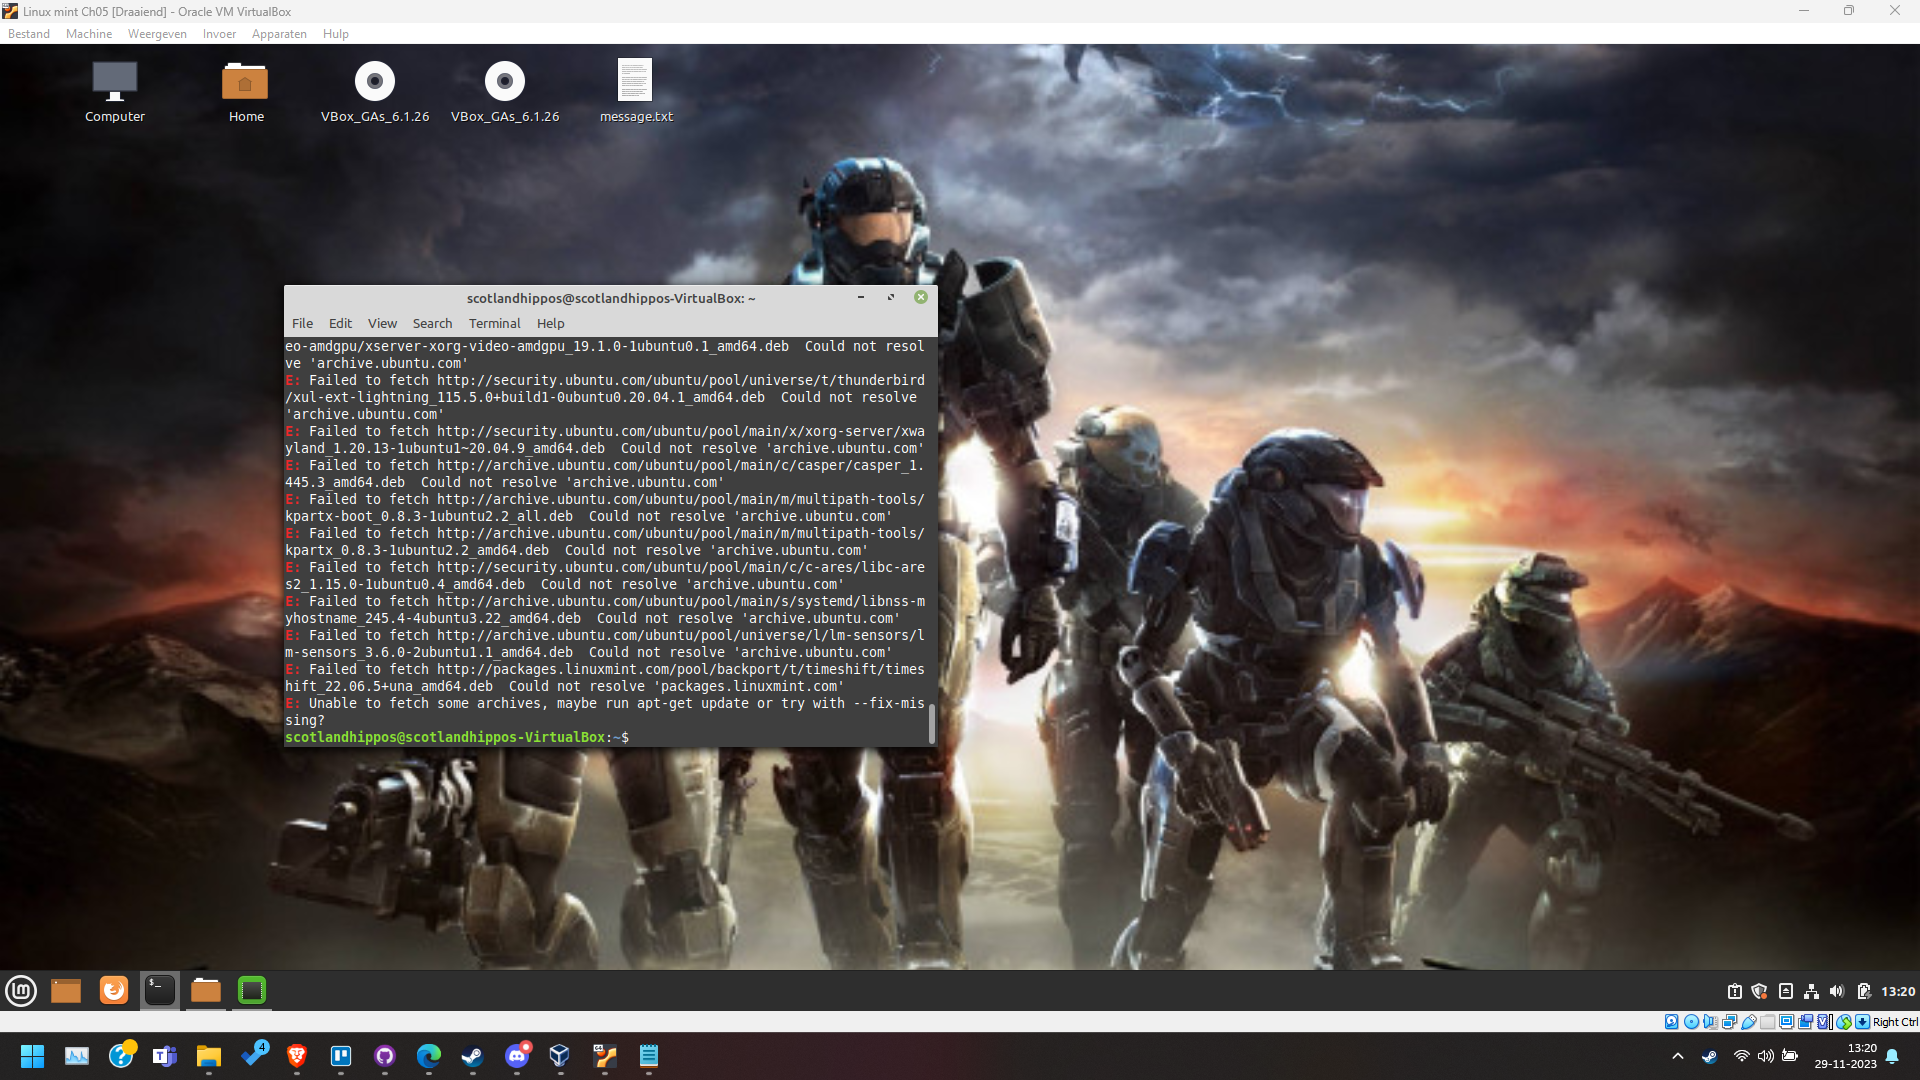 Linux mint Ch05 [Draaiend] - Oracle VM VirtualBox
Bestand Machine Weergeven Invoer Apparaten Hulp
Computer Home VBox_GAs_6.1.26 VBox_GAs_6.1.26 message.txt
scotlandhippos@scotlandhippos-VirtualBox: ~
File Edit View Search Terminal Help
eo-amdgpu/xserver-xorg-video-amdgpu_19.1.0-1ubuntu0.1_amd64.deb  Could not resol
ve 'archive.ubuntu.com'
E: Failed to fetch http://security.ubuntu.com/ubuntu/pool/universe/t/thunderbird
/xul-ext-lightning_115.5.0+build1-0ubuntu0.20.04.1_amd64.deb  Could not resolve
'archive.ubuntu.com'
E: Failed to fetch http://security.ubuntu.com/ubuntu/pool/main/x/xorg-server/xwa
yland_1.20.13-1ubuntu1~20.04.9_amd64.deb  Could not resolve 'archive.ubuntu.com'
E: Failed to fetch http://archive.ubuntu.com/ubuntu/pool/main/c/casper/casper_1.
445.3_amd64.deb  Could not resolve 'archive.ubuntu.com'
E: Failed to fetch http://archive.ubuntu.com/ubuntu/pool/main/m/multipath-tools/
kpartx-boot_0.8.3-1ubuntu2.2_all.deb  Could not resolve 'archive.ubuntu.com'
E: Failed to fetch http://archive.ubuntu.com/ubuntu/pool/main/m/multipath-tools/
kpartx_0.8.3-1ubuntu2.2_amd64.deb  Could not resolve 'archive.ubuntu.com'
E: Failed to fetch http://security.ubuntu.com/ubuntu/pool/main/c/c-ares/libc-are
s2_1.15.0-1ubuntu0.4_amd64.deb  Could not resolve 'archive.ubuntu.com'
E: Failed to fetch http://archive.ubuntu.com/ubuntu/pool/main/s/systemd/libnss-m
yhostname_245.4-4ubuntu3.22_amd64.deb  Could not resolve 'archive.ubuntu.com'
E: Failed to fetch http://archive.ubuntu.com/ubuntu/pool/universe/l/lm-sensors/l
m-sensors_3.6.0-2ubuntu1.1_amd64.deb  Could not resolve 'archive.ubuntu.com'
E: Failed to fetch http://packages.linuxmint.com/pool/backport/t/timeshift/times
hift_22.06.5+una_amd64.deb  Could not resolve 'packages.linuxmint.com'
E: Unable to fetch some archives, maybe run apt-get update or try with --fix-mis
sing?
scotlandhippos@scotlandhippos-VirtualBox:~$
13:20
Right Ctrl
4
13:20
29-11-2023